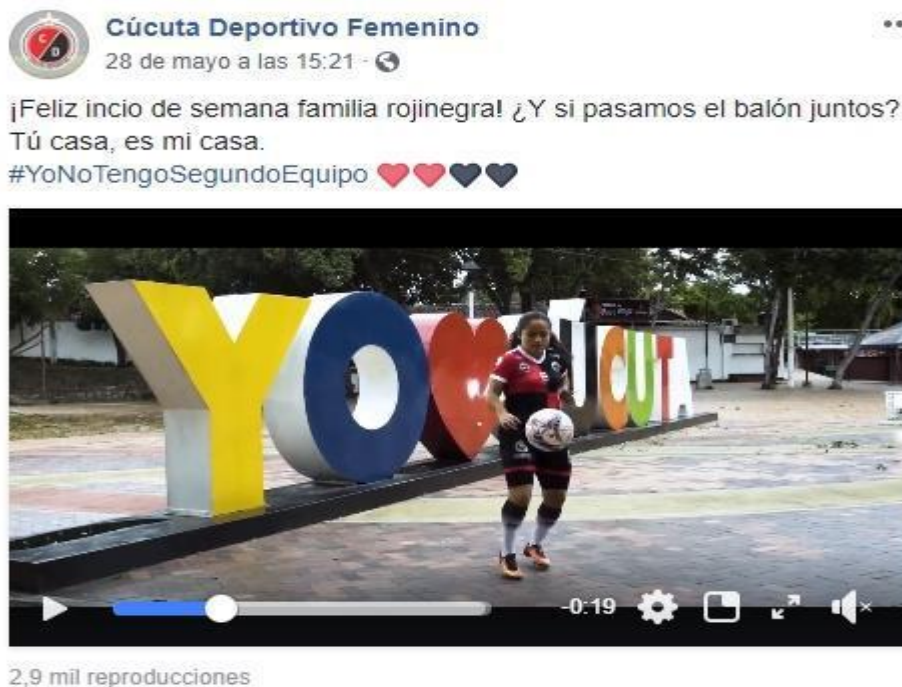 Cúcuta Deportivo Femenino
28 de mayo a las 15:21
¡Feliz incio de semana familia rojinegra! ¿Y si pasamos el balón juntos?
Tú casa, es mi casa.
#YoNoTengoSegundoEquipo
YO
CUTA
-0:19
2,9 mil reproducciones